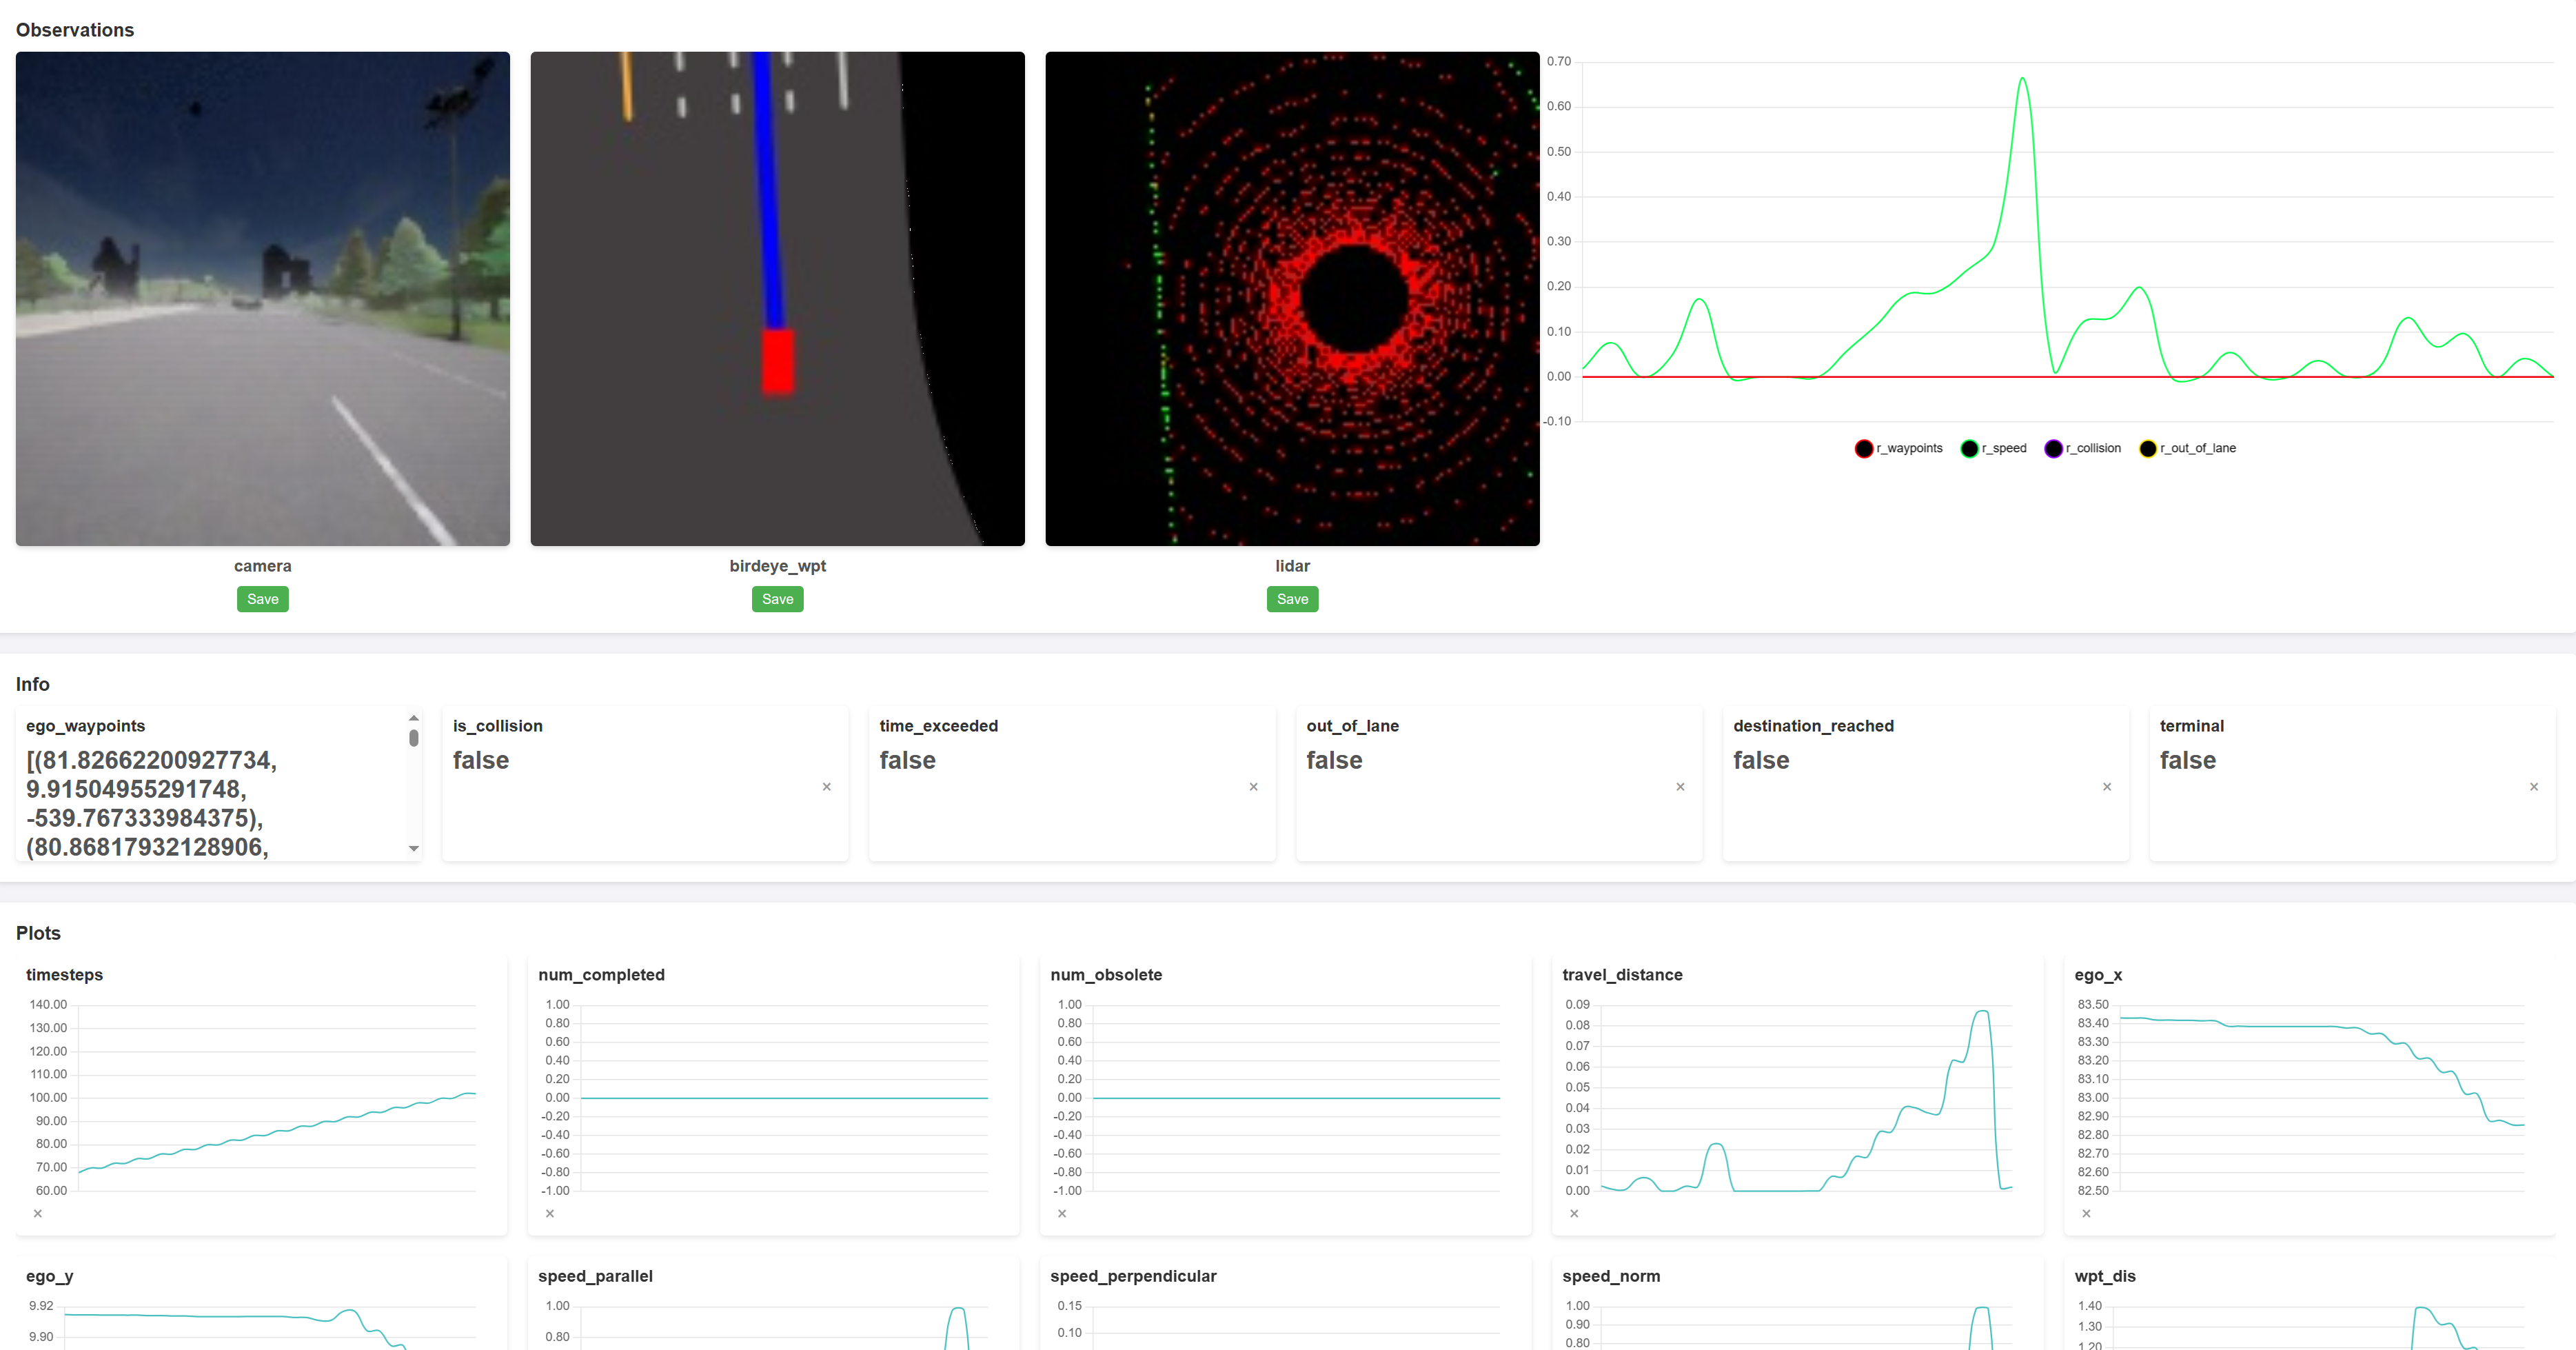 Observations
camera
Save
birdeye_wpt
Save
lidar
Save
0.70
0.60
0.50
0.40
0.30
0.20
0.10
0.00
-0.10
r_waypoints r_speed r_collision r_out_of_lane
Info
ego_waypoints
[(81.82662200927734,
9.91504955291748,
-539.767333984375),
(80.86817932128906,
is_collision
false
×
time_exceeded
false
×
out_of_lane
false
×
destination_reached
false
×
terminal
false
×
Plots
timesteps
140.00
130.00
120.00
110.00
100.00
90.00
80.00
70.00
60.00
×
num_completed
1.00
0.80
0.60
0.40
0.20
0.00
-0.20
-0.40
-0.60
-0.80
-1.00
×
num_obsolete
1.00
0.80
0.60
0.40
0.20
0.00
-0.20
-0.40
-0.60
-0.80
-1.00
×
travel_distance
0.09
0.08
0.07
0.06
0.05
0.04
0.03
0.02
0.01
0.00
×
ego_x
83.50
83.40
83.30
83.20
83.10
83.00
82.90
82.80
82.70
82.60
82.50
×
ego_y
9.92
9.90
speed_parallel
1.00
0.80
speed_perpendicular
0.15
0.10
speed_norm
1.00
0.90
0.80
wpt_dis
1.40
1.30
1.20